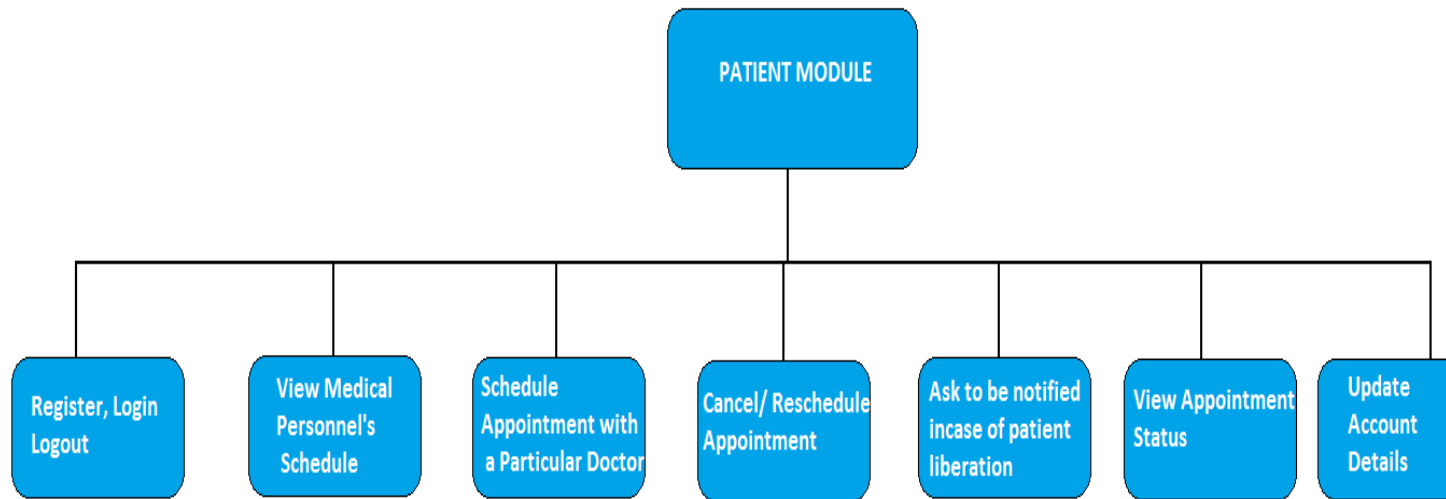 PATIENT MODULE
Register, Login
Logout
View Medical
Personnel's
Schedule
Schedule
Appointment with
a Particular Doctor
Cancel/ Reschedule
Appointment
Ask to be notified
incase of patient
liberation
View Appointment
Status
Update
Account
Details